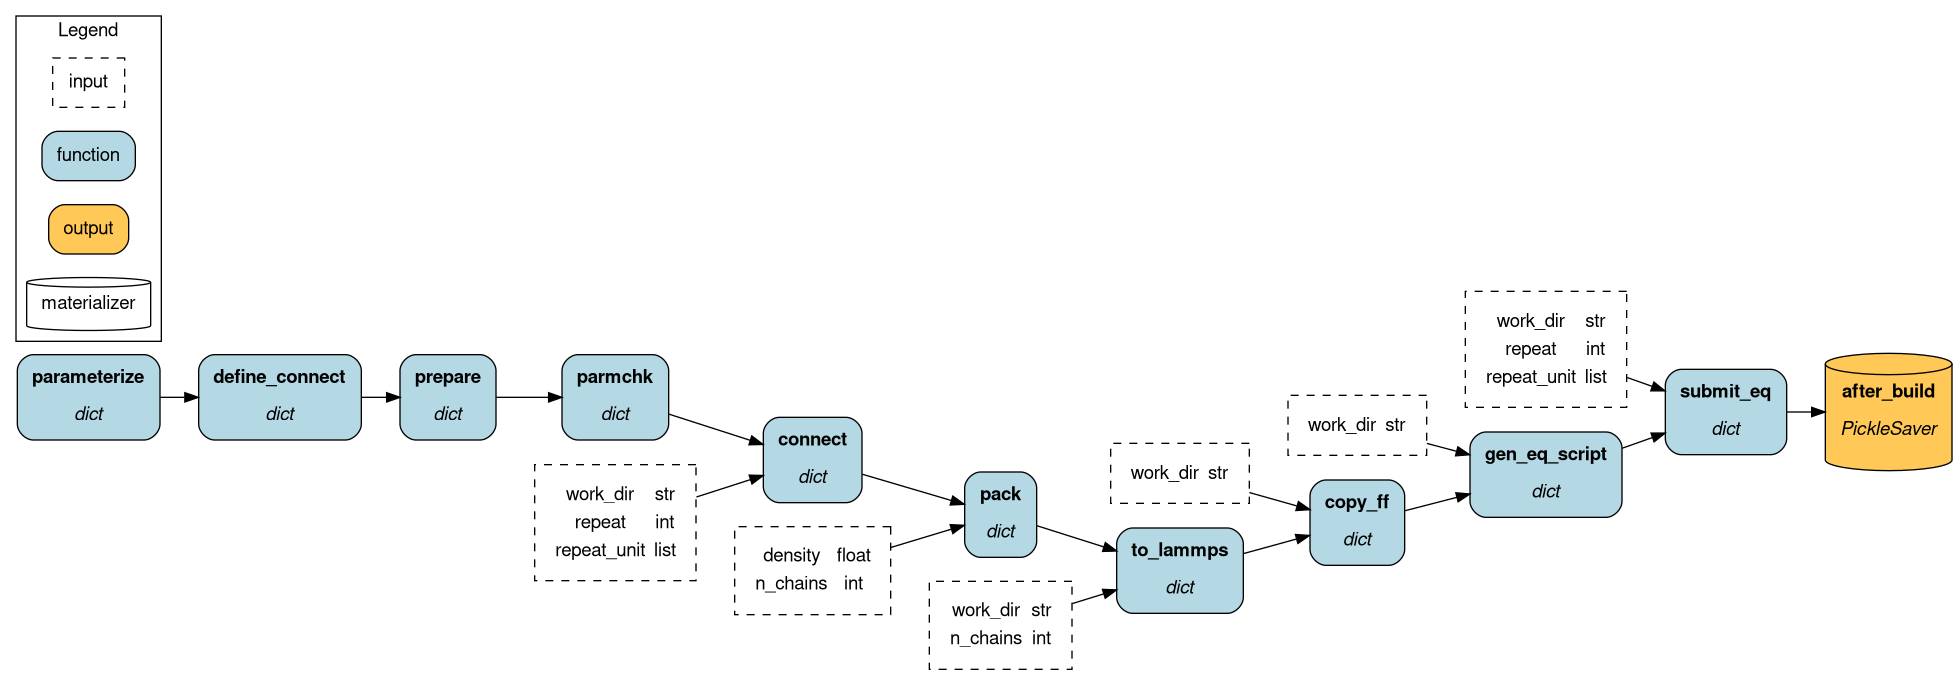 Legend
input
function
output
materializer
parameterize
dict
define_connect
dict
prepare
dict
parmchk
dict
work_dir str
repeat int
repeat_unit list
connect
dict
density float
n_chains int
pack
dict
work_dir str
n_chains int
to_lammps
dict
work_dir str
copy_ff
dict
work_dir str
gen_eq_script
dict
work_dir str
repeat int
repeat_unit list
submit_eq
dict
after_build
PickleSaver